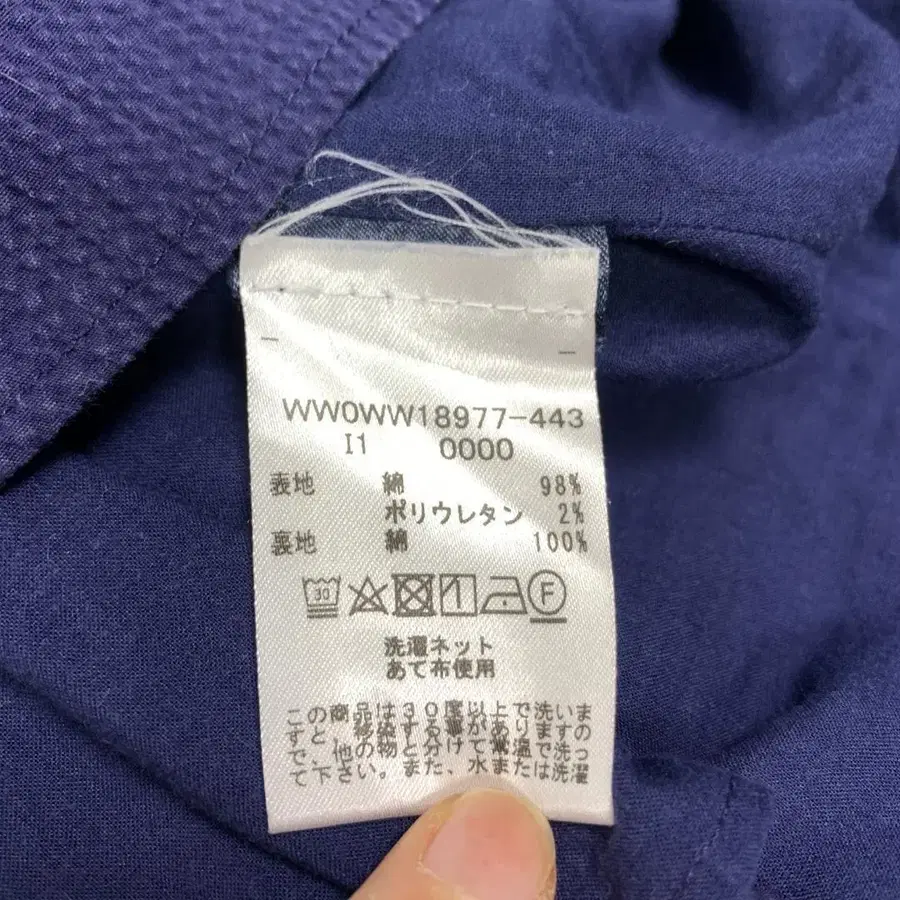 WW0WW18977-443
I1 0000
表地 綿 98%
ポリウレタン 2%
裏地 綿 100%
30 F
洗濯ネット
あて布使用
この商品は30度以上で洗いま
すと、移染する事がありますの
で、他の物と分けて常温で洗っ
て下さい。また、水または洗濯